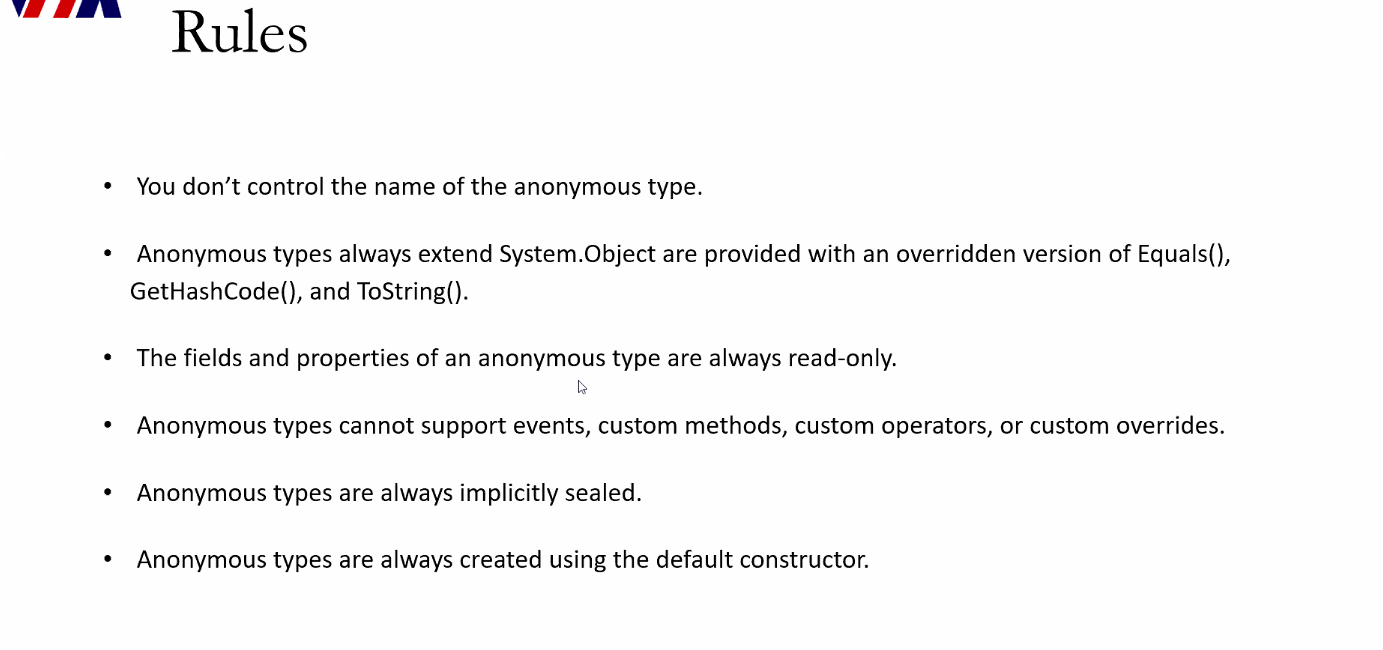 Rules
• You don’t control the name of the anonymous type.
• Anonymous types always extend System.Object are provided with an overridden version of Equals(),
GetHashCode(), and ToString().
• The fields and properties of an anonymous type are always read-only.
• Anonymous types cannot support events, custom methods, custom operators, or custom overrides.
• Anonymous types are always implicitly sealed.
• Anonymous types are always created using the default constructor.